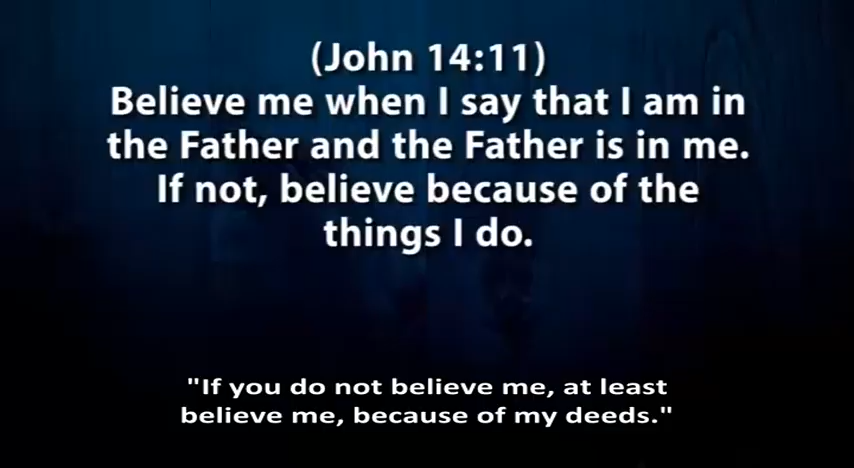 (John 14:11)
Believe me when I say that I am in
the Father and the Father is in me.
If not, believe because of the
things I do.
"If you do not believe me, at least
believe me, because of my deeds."